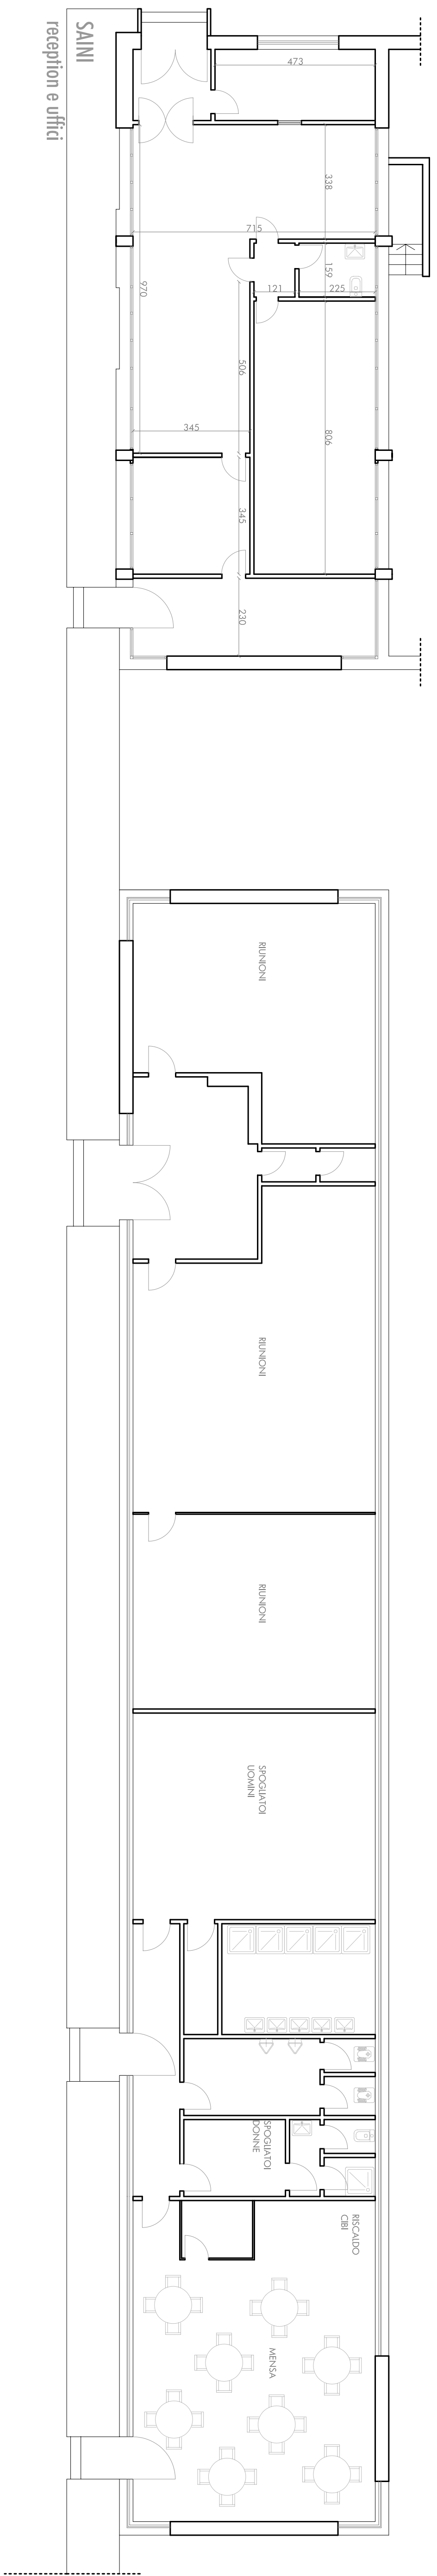 SAINI
reception e uffici
473
338
715
159
121
225
970
506
345
806
345
230
RIUNIONI
RIUNIONI
RIUNIONI
SPOGLIATOI
UOMINI
SPOGLIATOI
DONNE
RISCALDO
CIBI
MENSA